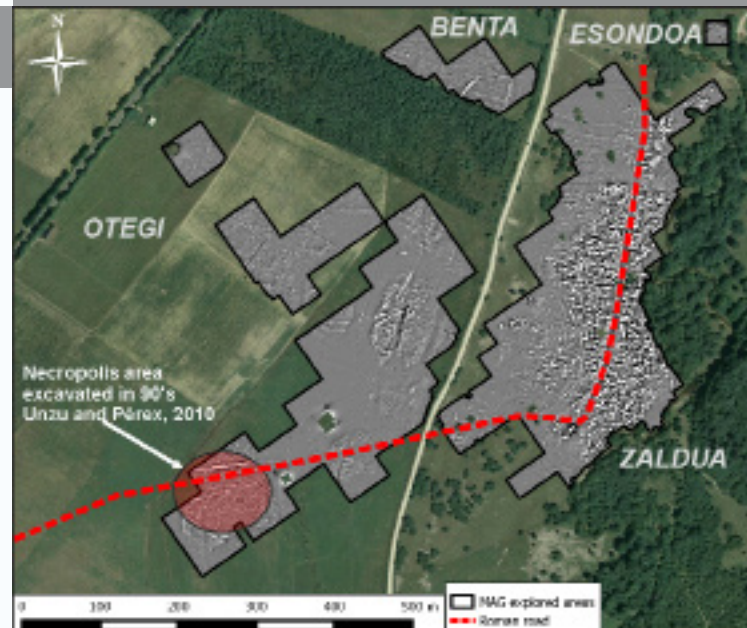 N
BENTA
ESONDOA
OTEGI
Necropolis area
excavated in 90's
Unzu and Pérex, 2010
ZALDUA
0 100 200 300 400 500 m
MAG explored areas
Roman road